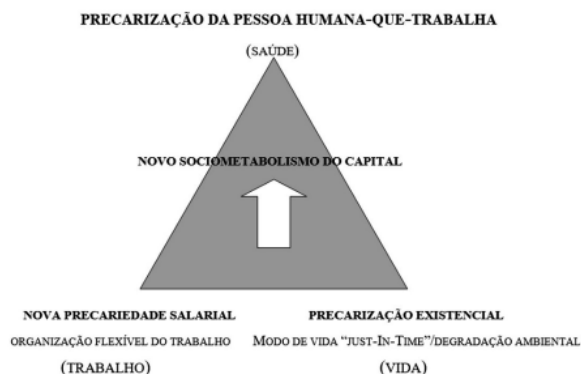 PRECARIZAÇÃO DA PESSOA HUMANA-QUE-TRABALHA
(SAÚDE)
NOVO SOCIOMETABOLISMO DO CAPITAL
NOVA PRECARIEDADE SALARIAL
ORGANIZAÇÃO FLEXÍVEL DO TRABALHO
(TRABALHO)
PRECARIZAÇÃO EXISTENCIAL
MODO DE VIDA “JUST-IN-TIME”/DEGRADAÇÃO AMBIENTAL
(VIDA)